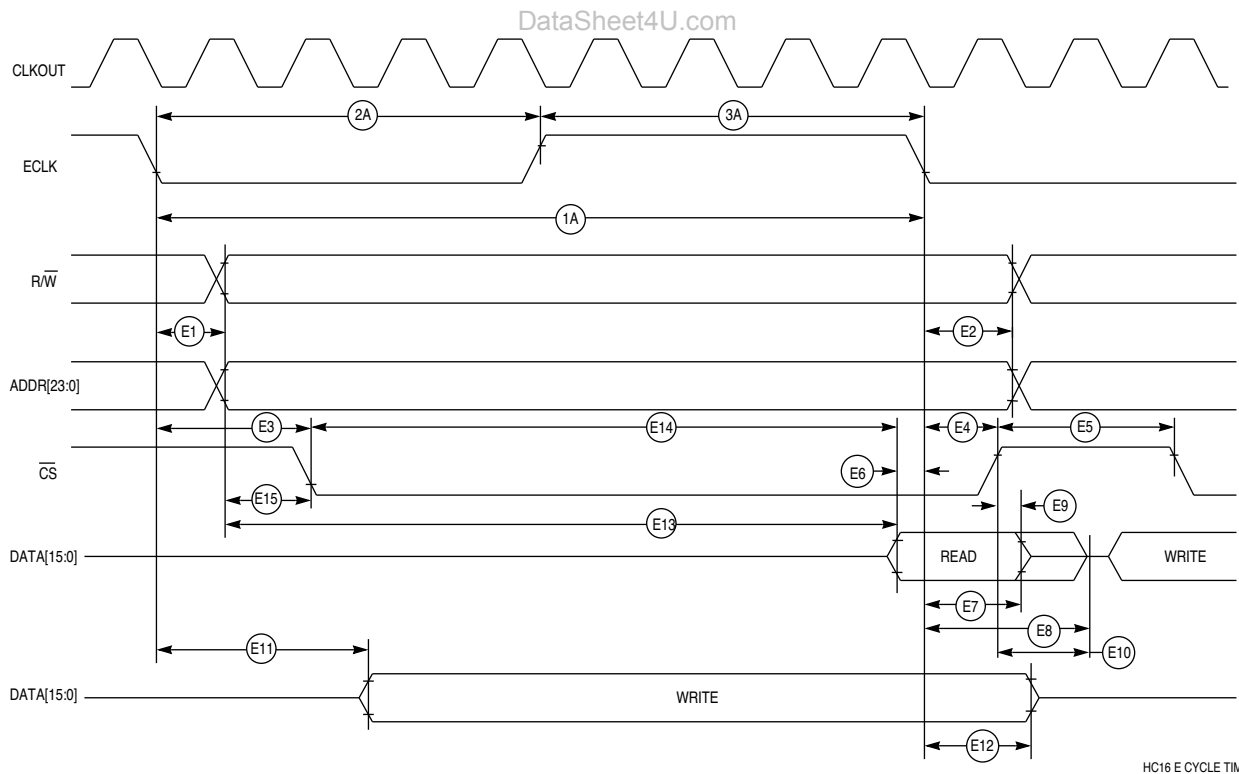 DataSheet4U.com
CLKOUT
2A
3A
ECLK
1A
R/W
E1
E2
ADDR[23:0]
E3
E14
E4
E5
CS
E6
E15
E9
E13
DATA[15:0]
READ
WRITE
E7
E8
E11
E10
DATA[15:0]
WRITE
E12
HC16 E CYCLE TIM